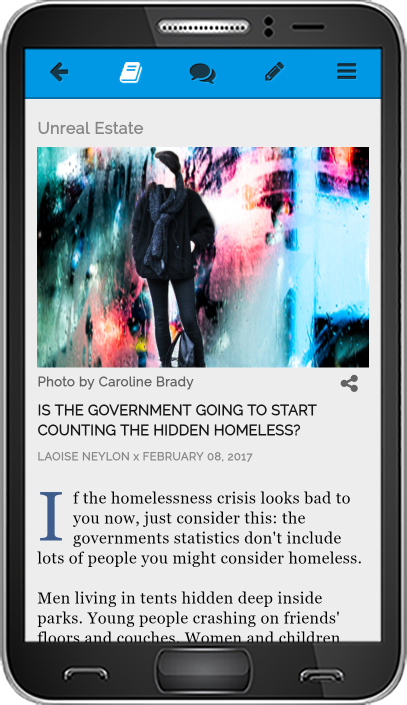 Unreal Estate
Photo by Caroline Brady
IS THE GOVERNMENT GOING TO START
COUNTING THE HIDDEN HOMELESS?
LAOISE NEYLON x FEBRUARY 08, 2017
If the homelessness crisis looks bad to
you now, just consider this: the
governments statistics don't include
lots of people you might consider homeless.
Men living in tents hidden deep inside
parks. Young people crashing on friends'
floors and couches. Women and children